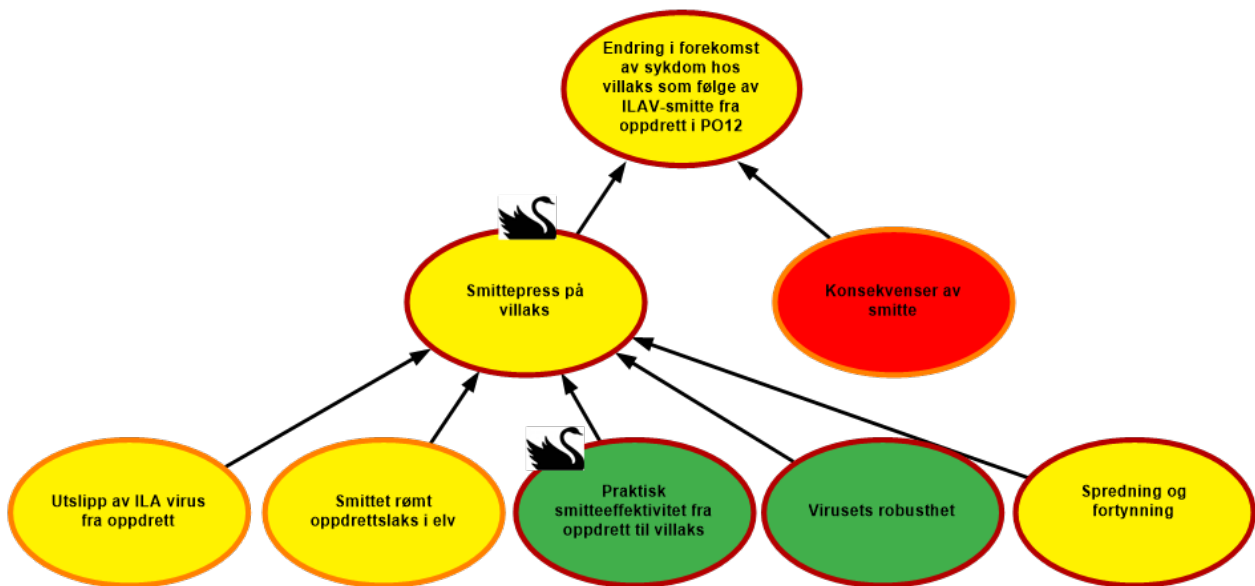 Endring i forekomst
av sykdom hos
villaks som følge av
ILAV-smitte fra
oppdrett i PO12
Smittepress på
villaks
Konsekvenser av
smitte
Utslipp av ILA virus
fra oppdrett
Smittet rømt
oppdrettslaks i elv
Praktisk
smitteeffektivitet fra
oppdrett til villaks
Virusets robusthet
Spredning og
fortynning